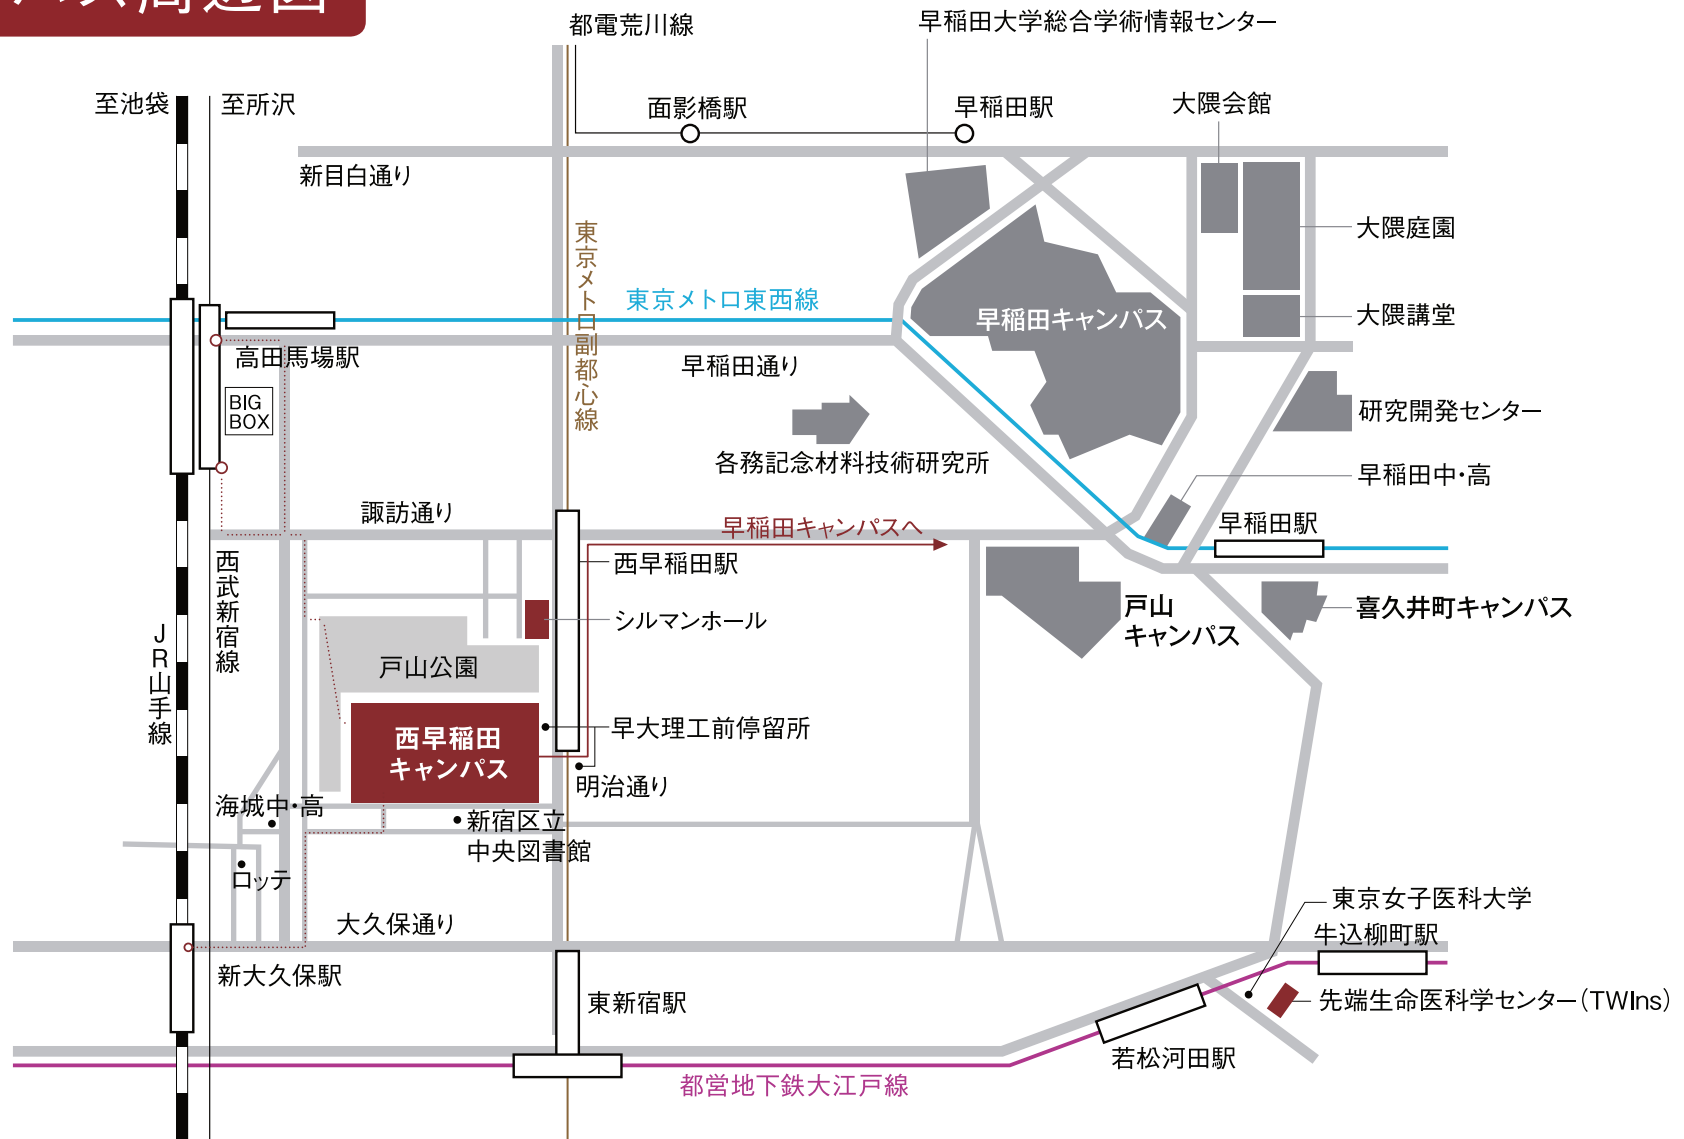 パス周辺図
都電荒川線
早稲田大学総合学術情報センター
至池袋
至所沢
面影橋駅
早稲田駅
大隈会館
新目白通り
東京メトロ副都心線
大隈庭園
東京メトロ東西線
早稲田キャンパス
大隈講堂
高田馬場駅
早稲田通り
BIG
BOX
研究開発センター
各務記念材料技術研究所
早稲田中・高
諏訪通り
早稲田キャンパスへ
早稲田駅
西武新宿線
西早稲田駅
戸山
キャンパス
喜久井町キャンパス
シルマンホール
JR山手線
戸山公園
西早稲田
キャンパス
早大理工前停留所
明治通り
海城中・高
新宿区立
中央図書館
ロッテ
大久保通り
東京女子医科大学
牛込柳町駅
新大久保駅
東新宿駅
先端生命医科学センター(TWIns)
若松河田駅
都営地下鉄大江戸線